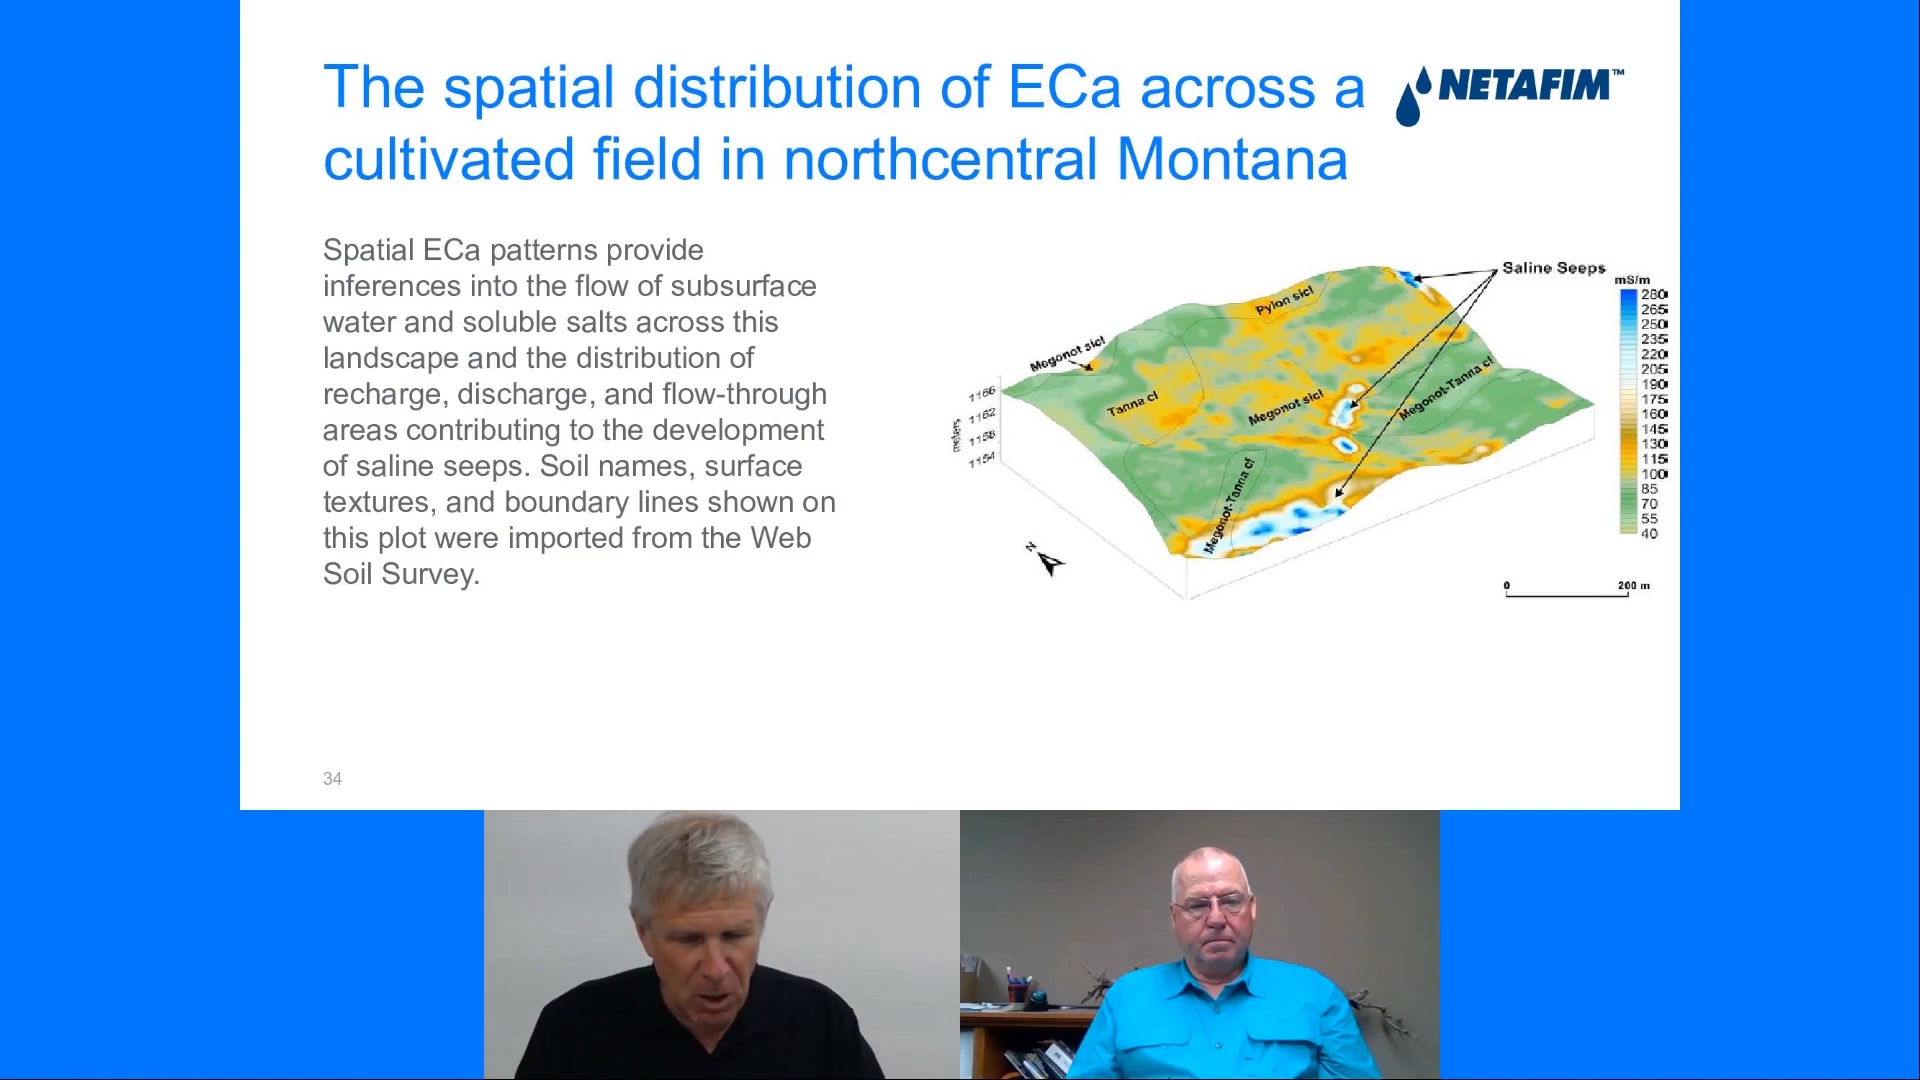 The spatial distribution of ECa across a
cultivated field in northcentral Montana
NETAFIM™
Spatial ECa patterns provide
inferences into the flow of subsurface
water and soluble salts across this
landscape and the distribution of
recharge, discharge, and flow-through
areas contributing to the development
of saline seeps. Soil names, surface
textures, and boundary lines shown on
this plot were imported from the Web
Soil Survey.
Saline Seeps
mS/m
280
265
250
235
220
205
190
175
160
145
130
115
100
85
70
55
40
Pylon sicl
Megonot sicl
Tanna cl
Megonot sicl
Megonot-Tanna cl
Megonot-Tanna cl
1166
1162
1158
1154
meters
N
0 200 m
34